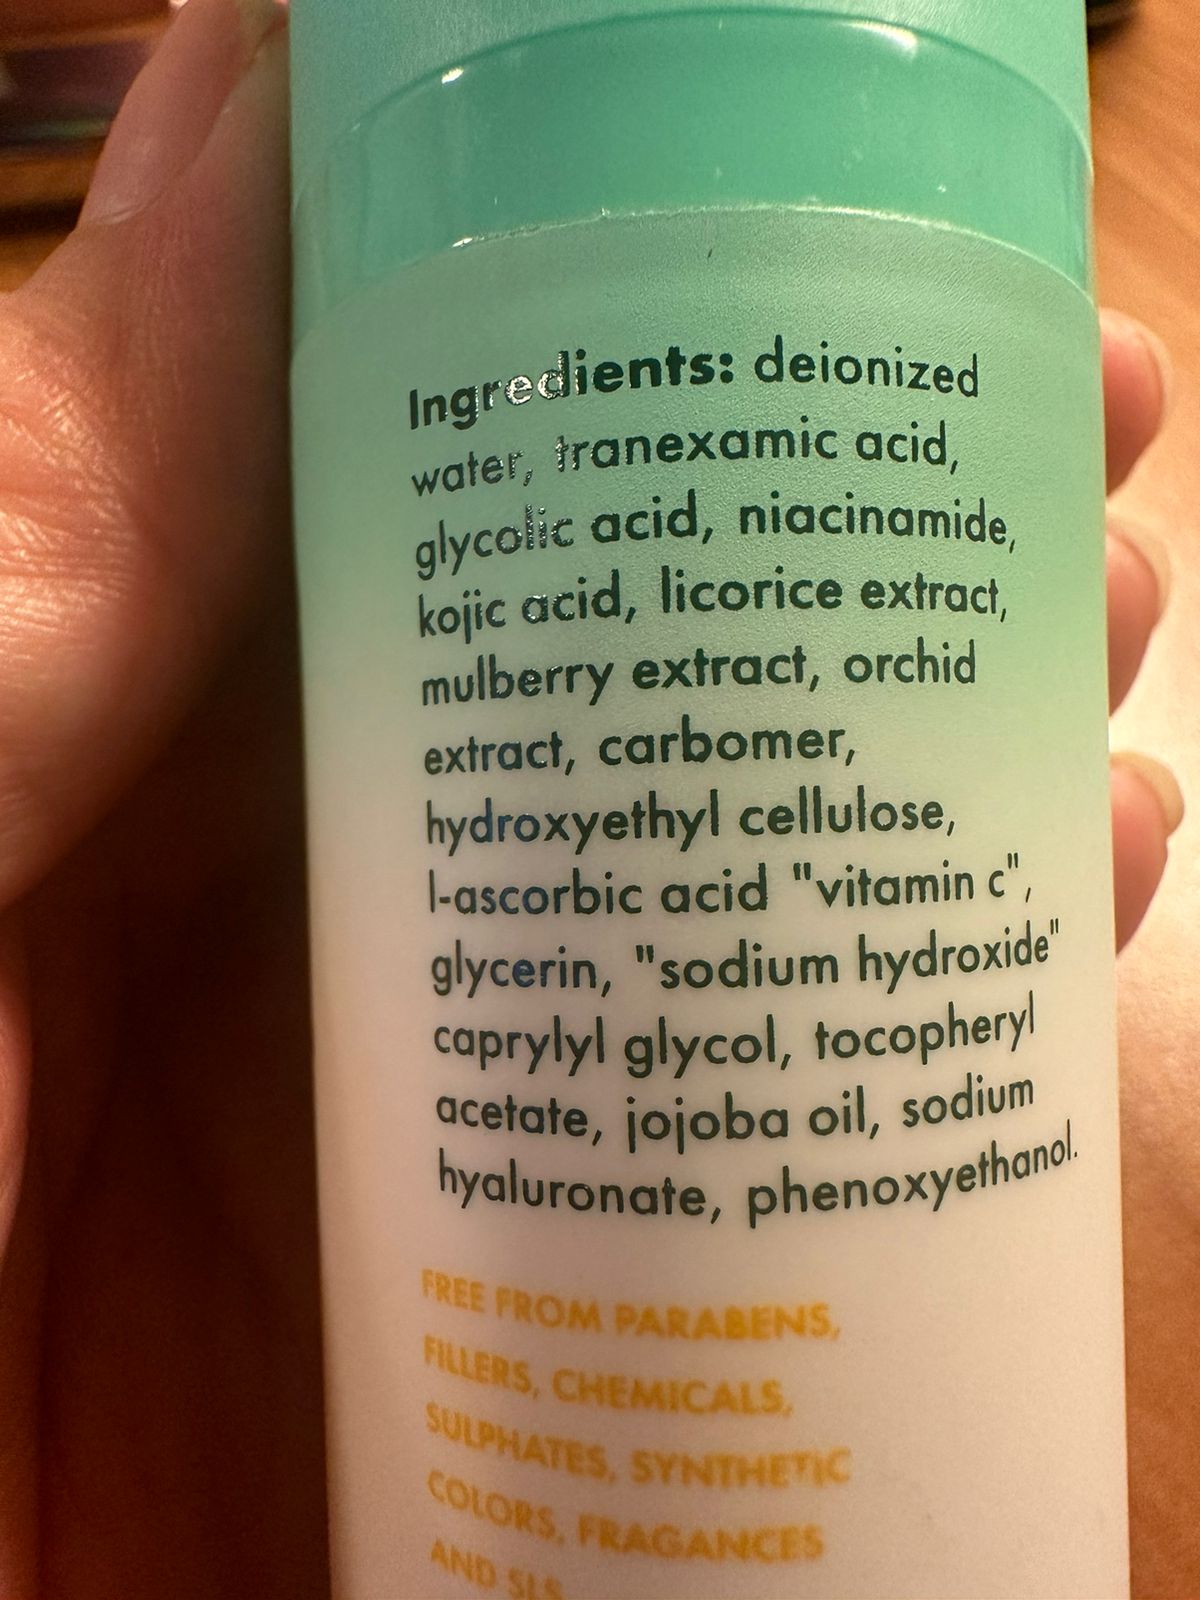 Ingredients: deionized
water, tranexamic acid,
glycolic acid, niacinamide,
kojic acid, licorice extract,
mulberry extract, orchid
extract, carbomer,
hydroxyethyl cellulose,
l-ascorbic acid "vitamin c",
glycerin, "sodium hydroxide"
caprylyl glycol, tocopheryl
acetate, jojoba oil, sodium
hyaluronate, phenoxyethanol.
FREE FROM PARABENS,
FILLERS, CHEMICALS,
SULPHATES, SYNTHETIC
COLORS, FRAGANCES
AND SLS